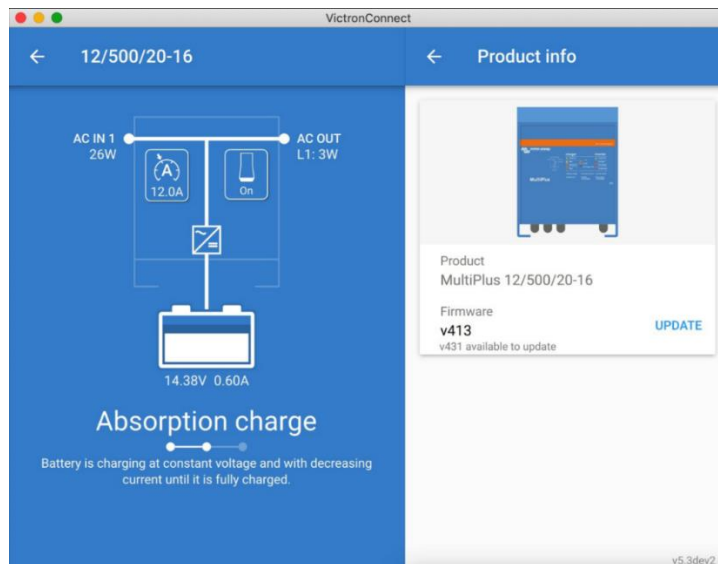 VictronConnect
12/500/20-16
AC IN 1
26W
AC OUT
L1: 3W
A
12.0A
On
14.38V 0.60A
Absorption charge
Battery is charging at constant voltage and with decreasing
current until it is fully charged.
Product info
MultiPlus
Product
MultiPlus 12/500/20-16
Firmware
v413
UPDATE
v431 available to update
v5.3dev2